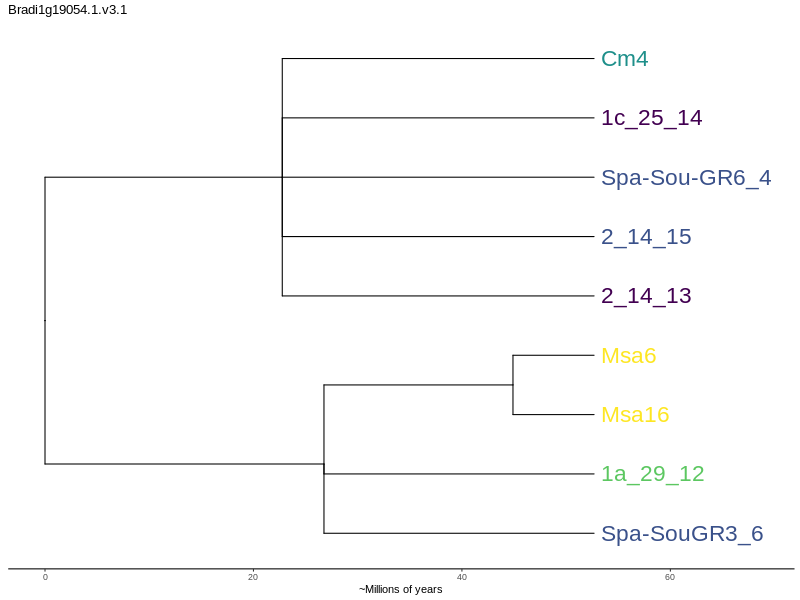 Bradi1g19054.1.v3.1
Cm4
1c_25_14
Spa-Sou-GR6_4
2_14_15
2_14_13
Msa6
Msa16
1a_29_12
Spa-SouGR3_6
0 20 40 60
~Millions of years